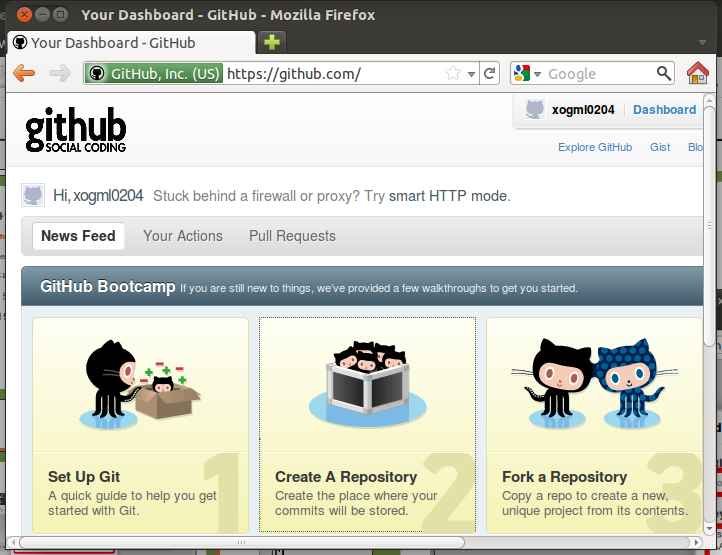 Your Dashboard - GitHub - Mozilla Firefox
Your Dashboard - GitHub
GitHub, Inc. (US) https://github.com/
Google
github
SOCIAL CODING
xogml0204 Dashboard
Explore GitHub Gist Blo
Hi, xogml0204 Stuck behind a firewall or proxy? Try smart HTTP mode.
News Feed Your Actions Pull Requests
GitHub Bootcamp If you are still new to things, we've provided a few walkthroughs to get you started.
1
Set Up Git
A quick guide to help you get
started with Git.
2
Create A Repository
Create the place where your
commits will be stored.
3
Fork a Repository
Copy a repo to create a new,
unique project from its contents.